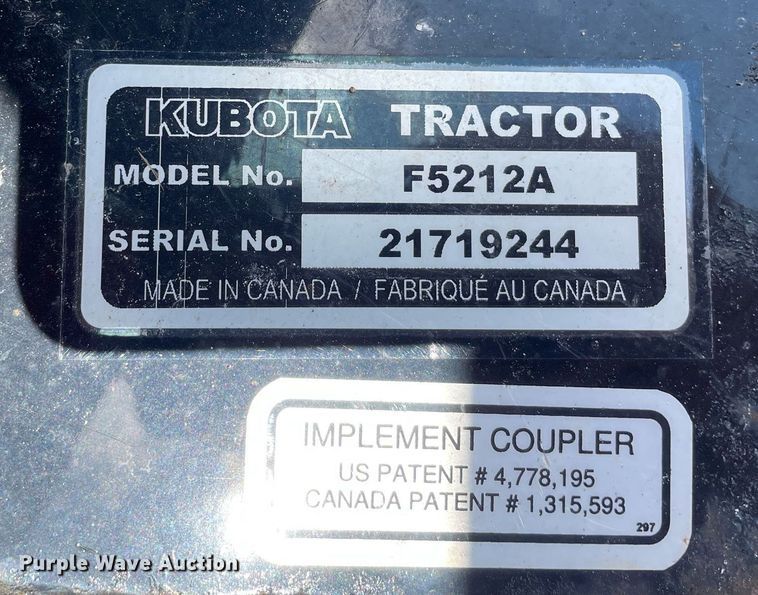 KUBOTA TRACTOR
MODEL No. F5212A
SERIAL No. 21719244
MADE IN CANADA / FABRIQUÉ AU CANADA
IMPLEMENT COUPLER
US PATENT # 4,778,195
CANADA PATENT # 1,315,593
297
Purple Wave Auction